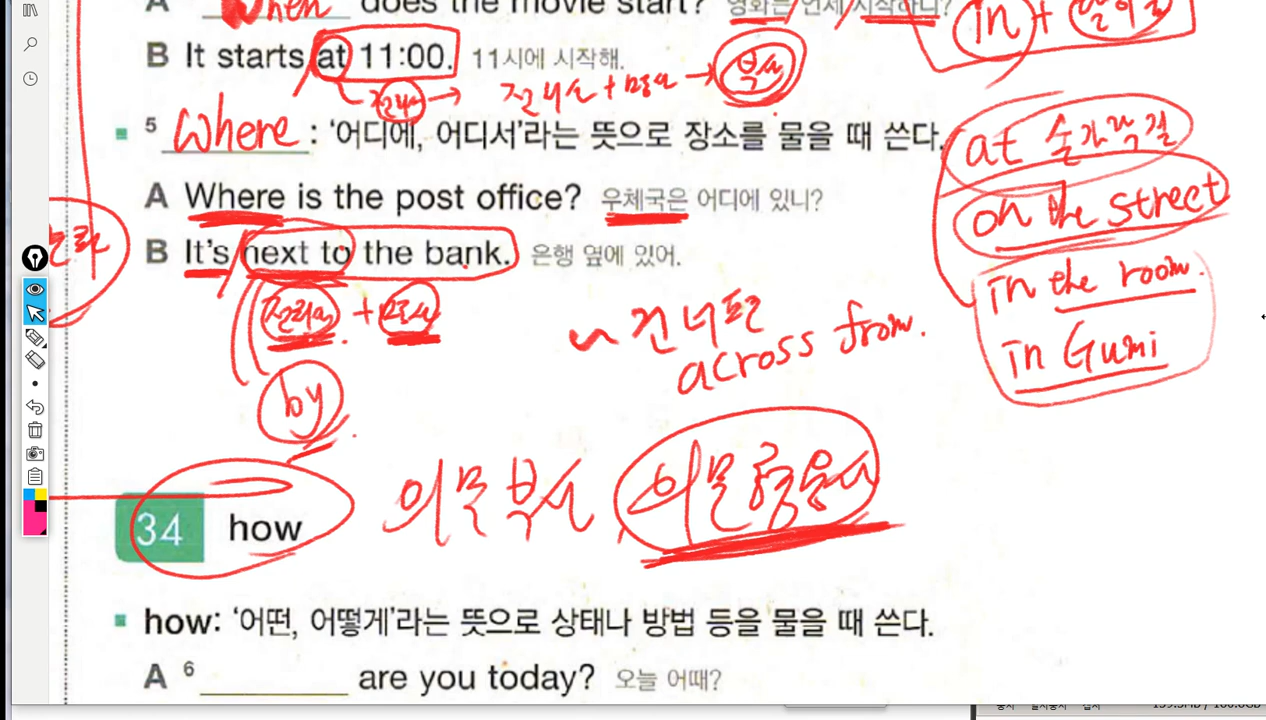 A When does the movie start? 영화는 언제 시작하니?
in +
B It starts at 11:00. 11시에 시작해.
전치사 → 전치사 + 명사 → 부사
5 where : '어디에, 어디서'라는 뜻으로 장소를 물을 때 쓴다.
at 숟가락질
A Where is the post office? 우체국은 어디에 있니?
on the street
B It's next to the bank. 은행 옆에 있어.
in the room.
전치사 + 명사
~ 건너편
across from.
in Gumi
by
의문부사 의문형용사
34 how
how: '어떤, 어떻게'라는 뜻으로 상태나 방법 등을 물을 때 쓴다.
A 6 ________ are you today? 오늘 어때?